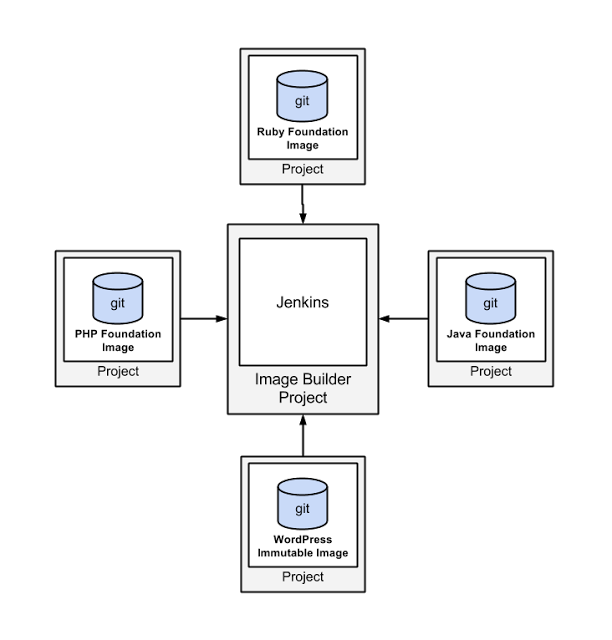 git
Ruby Foundation
Image
Project
git
PHP Foundation
Image
Project
Jenkins
Image Builder
Project
git
Java Foundation
Image
Project
git
WordPress
Immutable Image
Project